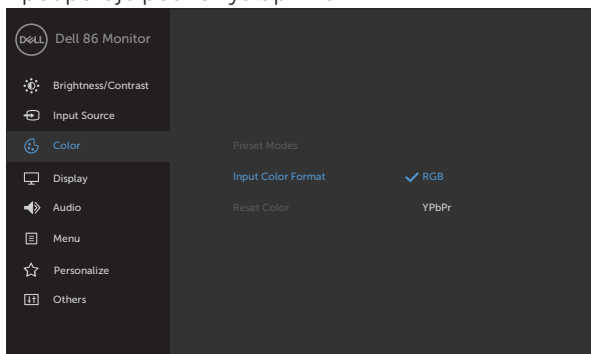 DELL Dell 86 Monitor
Brightness/Contrast
Input Source
Color
Preset Modes
Display
Input Color Format RGB
Audio
Reset Color YPbPr
Menu
Personalize
Others